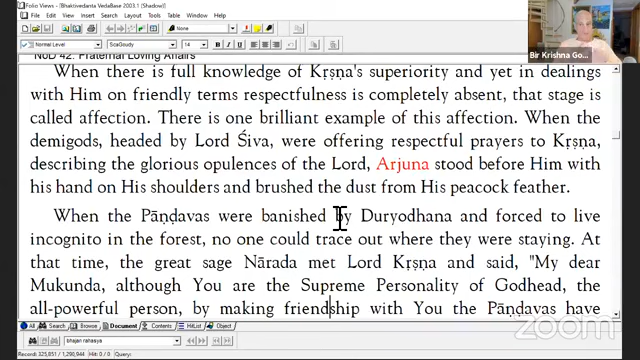 Folio Views - [Bhaktivedanta VedaBase 2003.1 (Shadow)]
File Edit View Search Layout Tools Window Help
None
Normal Level
ScaGoudy
14
NoD 42: Fraternal Loving Affairs
When there is full knowledge of Kṛṣṇa's superiority and yet in dealings
with Him on friendly terms respectfulness is completely absent, that stage is
called affection. There is one brilliant example of this affection. When the
demigods, headed by Lord Śiva, were offering respectful prayers to Kṛṣṇa,
describing the glorious opulences of the Lord, Arjuna stood before Him with
his hand on His shoulders and brushed the dust from His peacock feather.
When the Pāṇḍavas were banished by Duryodhana and forced to live
incognito in the forest, no one could trace out where they were staying. At
that time, the great sage Nārada met Lord Kṛṣṇa and said, "My dear
Mukunda, although You are the Supreme Personality of Godhead, the
all-powerful person, by making friendship with You the Pāṇḍavas have
All Browse Document Contents HitList Object
bhajan rahasya
Record: 325,851 / 1,298,944 Hit: 0 / 0
Bir Krishna Go...
zoom